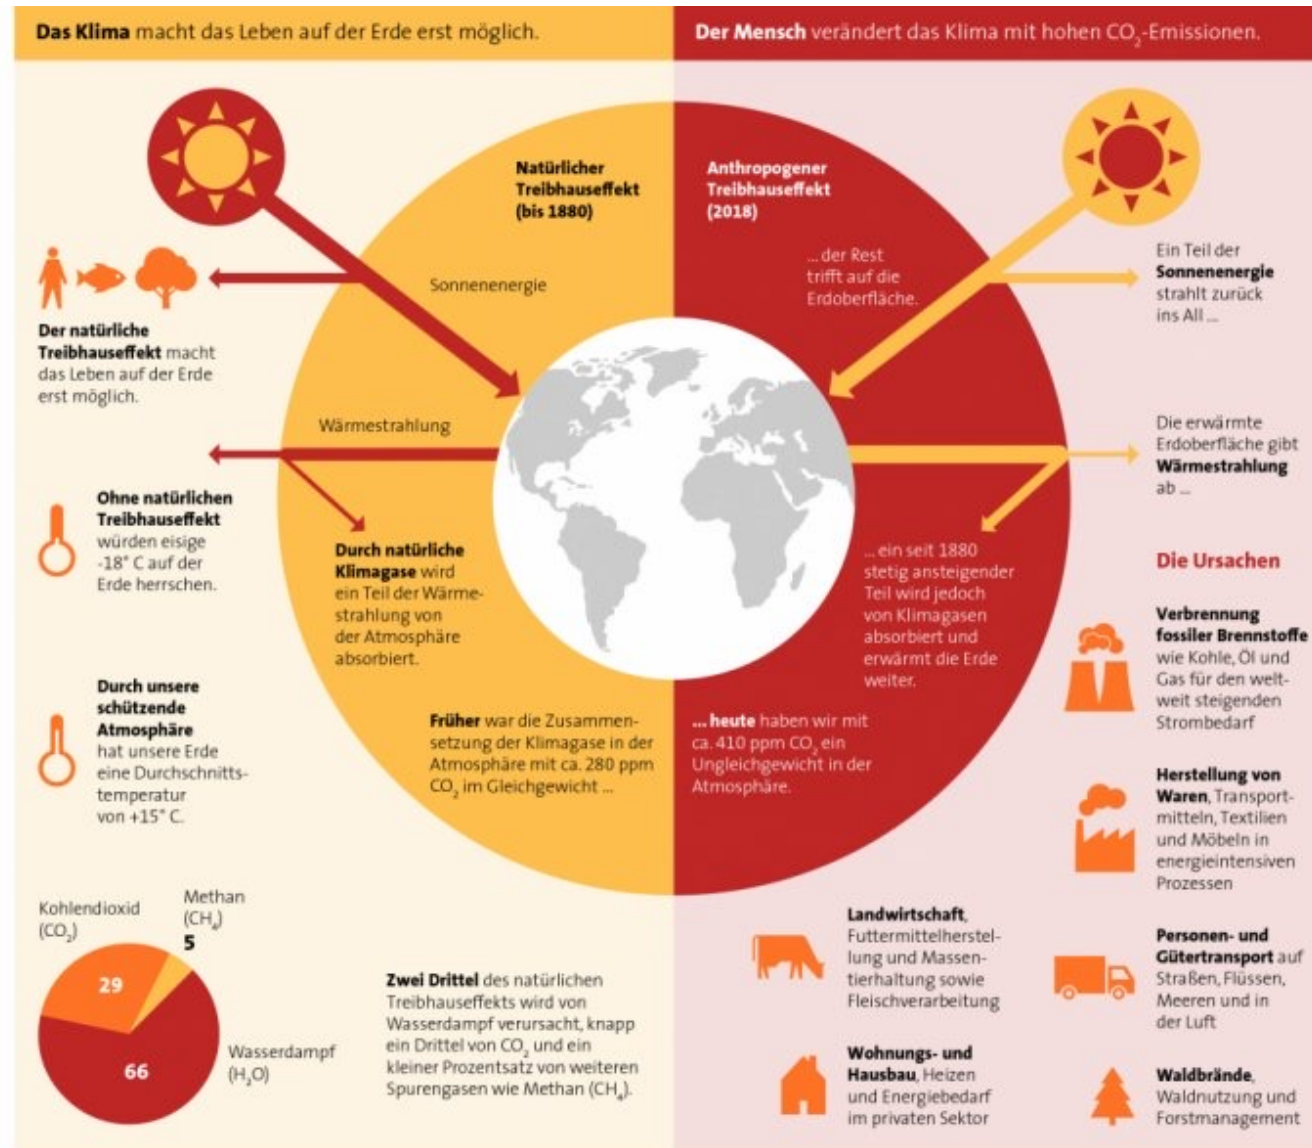 Das Klima macht das Leben auf der Erde erst möglich.
Natürlicher
Treibhauseffekt
(bis 1880)
Sonnenenergie
Der natürliche
Treibhauseffekt macht
das Leben auf der Erde
erst möglich.
Wärmestrahlung
Ohne natürlichen
Treibhauseffekt
würden eisige
-18° C auf der
Erde herrschen.
Durch natürliche
Klimagase wird
ein Teil der Wärme-
strahlung von
der Atmosphäre
absorbiert.
Durch unsere
schützende
Atmosphäre
hat unsere Erde
eine Durchschnitts-
temperatur
von +15° C.
Früher war die Zusammen-
setzung der Klimagase in der
Atmosphäre mit ca. 280 ppm
CO₂ im Gleichgewicht ...
Kohlendioxid
(CO₂)
Methan
(CH₄)
5
29
66
Wasserdampf
(H₂O)
Zwei Drittel des natürlichen
Treibhauseffekts wird von
Wasserdampf verursacht, knapp
ein Drittel von CO₂ und ein
kleiner Prozentsatz von weiteren
Spurengasen wie Methan (CH₄).
Der Mensch verändert das Klima mit hohen CO₂-Emissionen.
Anthropogener
Treibhauseffekt
(2018)
Ein Teil der
Sonnenenergie
strahlt zurück
ins All ...
... der Rest
trifft auf die
Erdoberfläche.
Die erwärmte
Erdoberfläche gibt
Wärmestrahlung
ab ...
... ein seit 1880
stetig ansteigender
Teil wird jedoch
von Klimagasen
absorbiert und
erwärmt die Erde
weiter.
... heute haben wir mit
ca. 410 ppm CO₂ ein
Ungleichgewicht in der
Atmosphäre.
Die Ursachen
Verbrennung
fossiler Brennstoffe
wie Kohle, Öl und
Gas für den welt-
weit steigenden
Strombedarf
Herstellung von
Waren, Transport-
mitteln, Textilien
und Möbeln in
energieintensiven
Prozessen
Landwirtschaft,
Futtermittelherstel-
lung und Massen-
tierhaltung sowie
Fleischverarbeitung
Personen- und
Gütertransport auf
Straßen, Flüssen,
Meeren und in
der Luft
Wohnungs- und
Hausbau, Heizen
und Energiebedarf
im privaten Sektor
Waldbrände,
Waldnutzung und
Forstmanagement